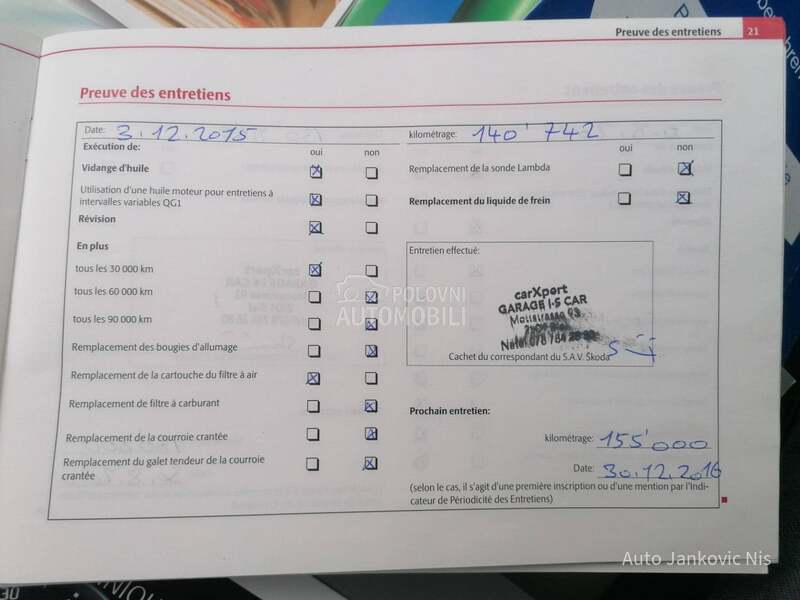 Preuve des entretiens 21
Preuve des entretiens
Date: 3.12.2015
kilométrage: 140'742
Exécution de:
oui non
oui non
Vidange d'huile
Utilisation d'une huile moteur pour entretiens à
intervalles variables QG1
Révision
En plus
tous les 30 000 km
tous les 60 000 km
tous les 90 000 km
Remplacement des bougies d'allumage
Remplacement de la cartouche du filtre à air
Remplacement de filtre à carburant
Remplacement de la courroie crantée
Remplacement du galet tendeur de la courroie
crantée
Remplacement de la sonde Lambda
Remplacement du liquide de frein
Entretien effectué:
carXpert
GARAGE I-S CAR
Cachet du correspondant du S.A.V. Škoda
Prochain entretien:
kilométrage: 155'000
Date: 30.12.2016
(selon le cas, il s'agit d'une première inscription ou d'une mention par l'Indi-
cateur de Périodicité des Entretiens)
POLOVNI
AUTOMOBILI
Auto Jankovic Nis